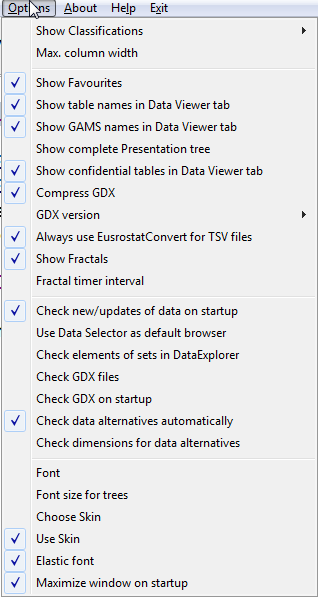 Options About Help Exit
Show Classifications
Max. column width
Show Favourites
Show table names in Data Viewer tab
Show GAMS names in Data Viewer tab
Show complete Presentation tree
Show confidential tables in Data Viewer tab
Compress GDX
GDX version
Always use EusrostatConvert for TSV files
Show Fractals
Fractal timer interval
Check new/updates of data on startup
Use Data Selector as default browser
Check elements of sets in DataExplorer
Check GDX files
Check GDX on startup
Check data alternatives automatically
Check dimensions for data alternatives
Font
Font size for trees
Choose Skin
Use Skin
Elastic font
Maximize window on startup